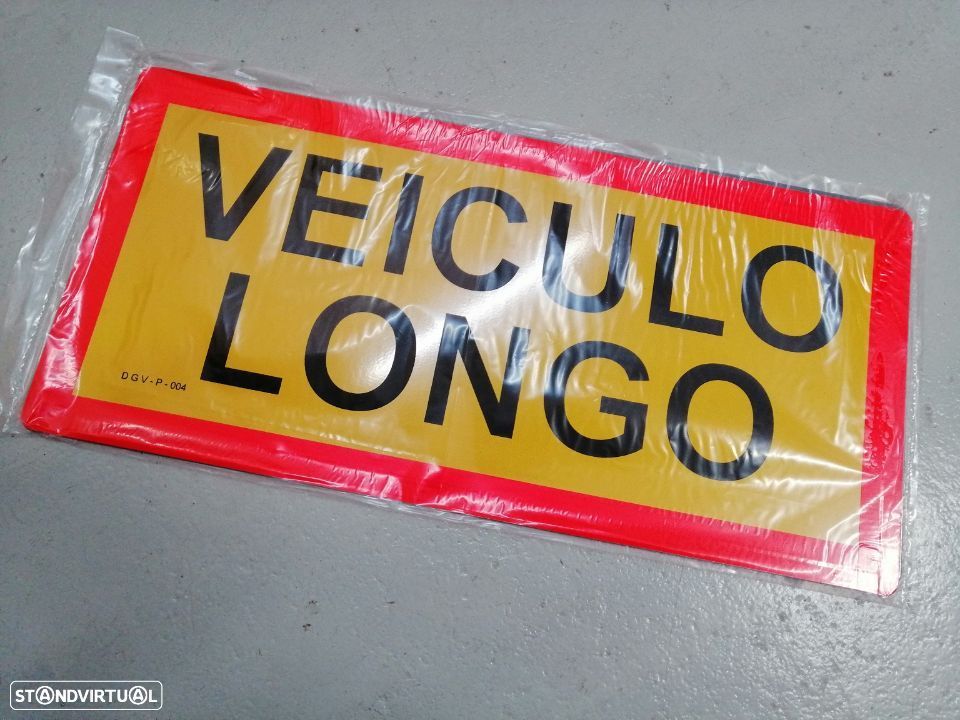 VEICULO
LONGO
DGV-P-004
STANDVIRTUAL